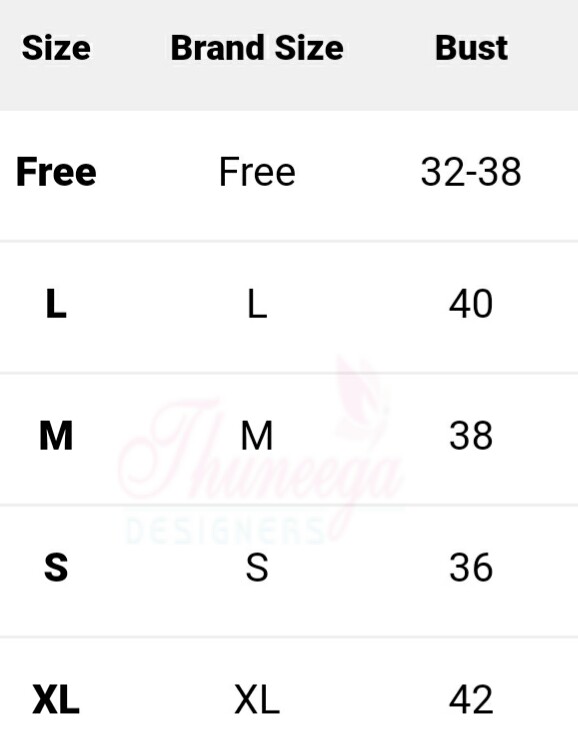 Size Brand Size Bust
Free Free 32-38
L L 40
M M 38
Thuneega
DESIGNERS
S S 36
XL XL 42